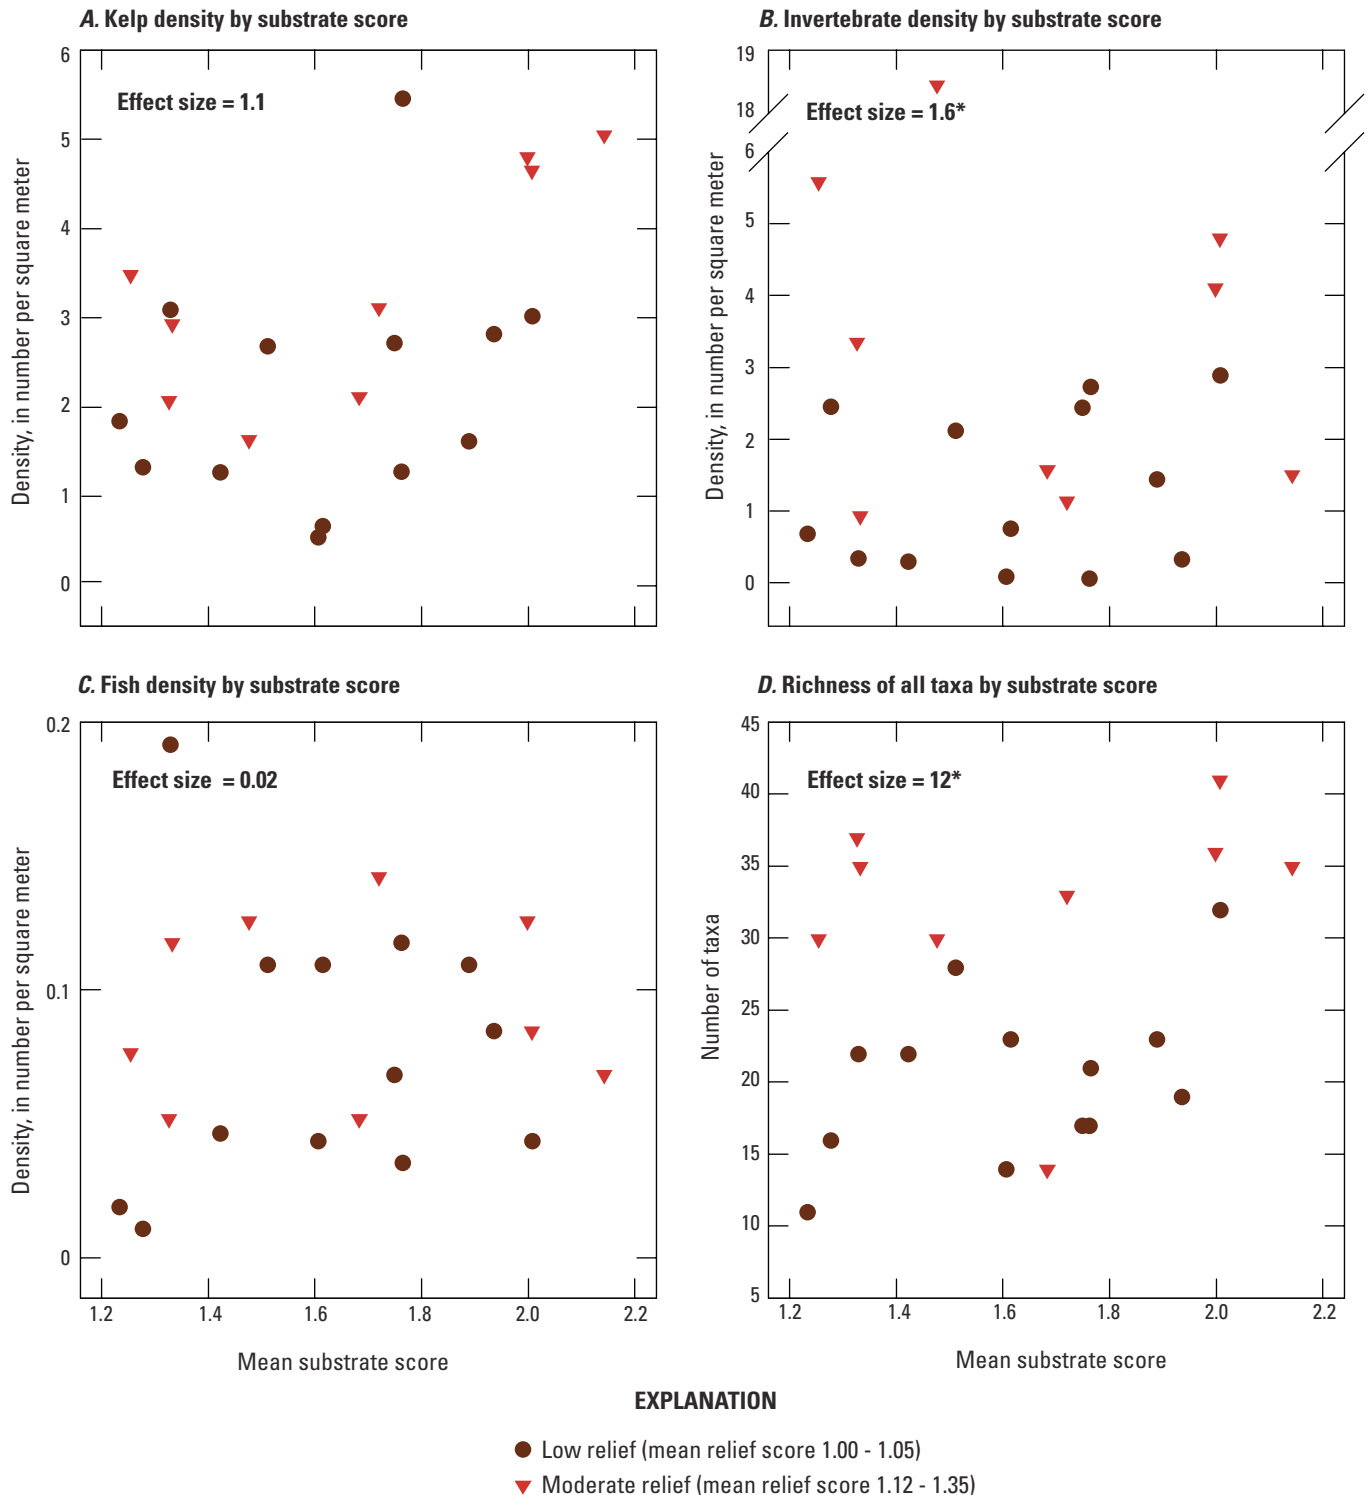 A. Kelp density by substrate score
6
5
4
3
2
1
0
Density, in number per square meter
Effect size = 1.1
B. Invertebrate density by substrate score
19
18
6
5
4
3
2
1
0
Density, in number per square meter
Effect size = 1.6*
C. Fish density by substrate score
0.2
0.1
0
Density, in number per square meter
Effect size = 0.02
1.2 1.4 1.6 1.8 2.0 2.2
Mean substrate score
D. Richness of all taxa by substrate score
45
40
35
30
25
20
15
10
5
Number of taxa
Effect size = 12*
1.2 1.4 1.6 1.8 2.0 2.2
Mean substrate score
EXPLANATION
Low relief (mean relief score 1.00 - 1.05)
Moderate relief (mean relief score 1.12 - 1.35)